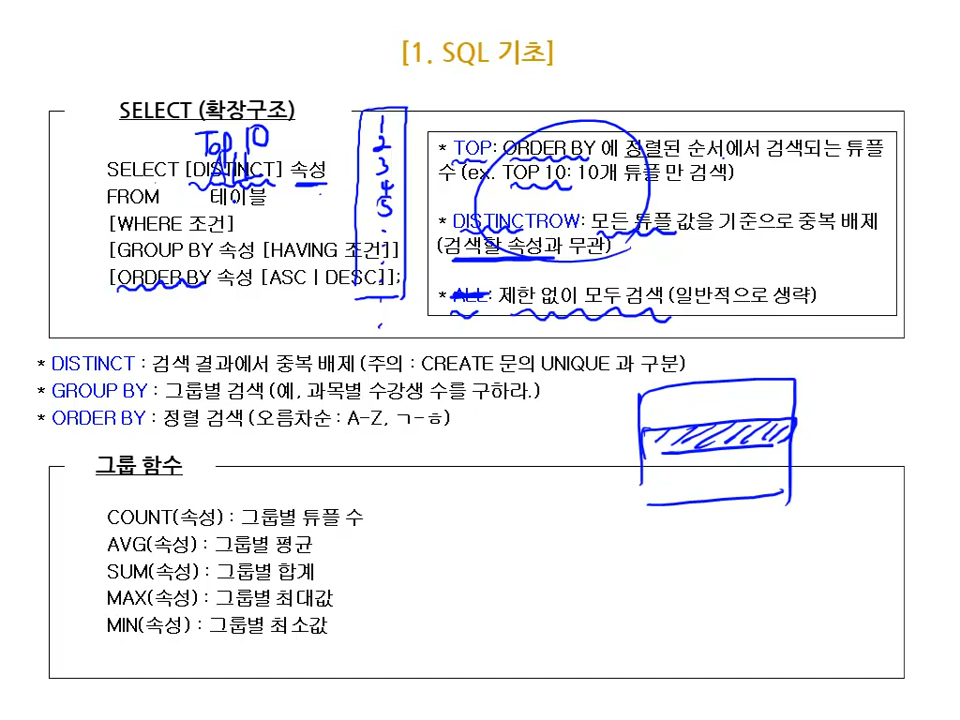 [1. SQL 기초]
SELECT (확장구조)
Top 10
All
SELECT [DISTINCT] 속성
FROM 테이블
[WHERE 조건]
[GROUP BY 속성 [HAVING 조건]]
[ORDER BY 속성 [ASC | DESC]];
1
2
3
4
5
* TOP: ORDER BY 에 정렬된 순서에서 검색되는 튜플
수 (ex. TOP 10: 10개 튜플 만 검색)
* DISTINCTROW: 모든 튜플 값을 기준으로 중복 배제
(검색할 속성과 무관)
* ALL: 제한 없이 모두 검색 (일반적으로 생략)
* DISTINCT : 검색 결과에서 중복 배제 (주의 : CREATE 문의 UNIQUE 과 구분)
* GROUP BY : 그룹별 검색 (예, 과목별 수강생 수를 구하라.)
* ORDER BY : 정렬 검색 (오름차순 : A-Z, ㄱ-ㅎ)
그룹 함수
COUNT(속성) : 그룹별 튜플 수
AVG(속성) : 그룹별 평균
SUM(속성) : 그룹별 합계
MAX(속성) : 그룹별 최대값
MIN(속성) : 그룹별 최소값